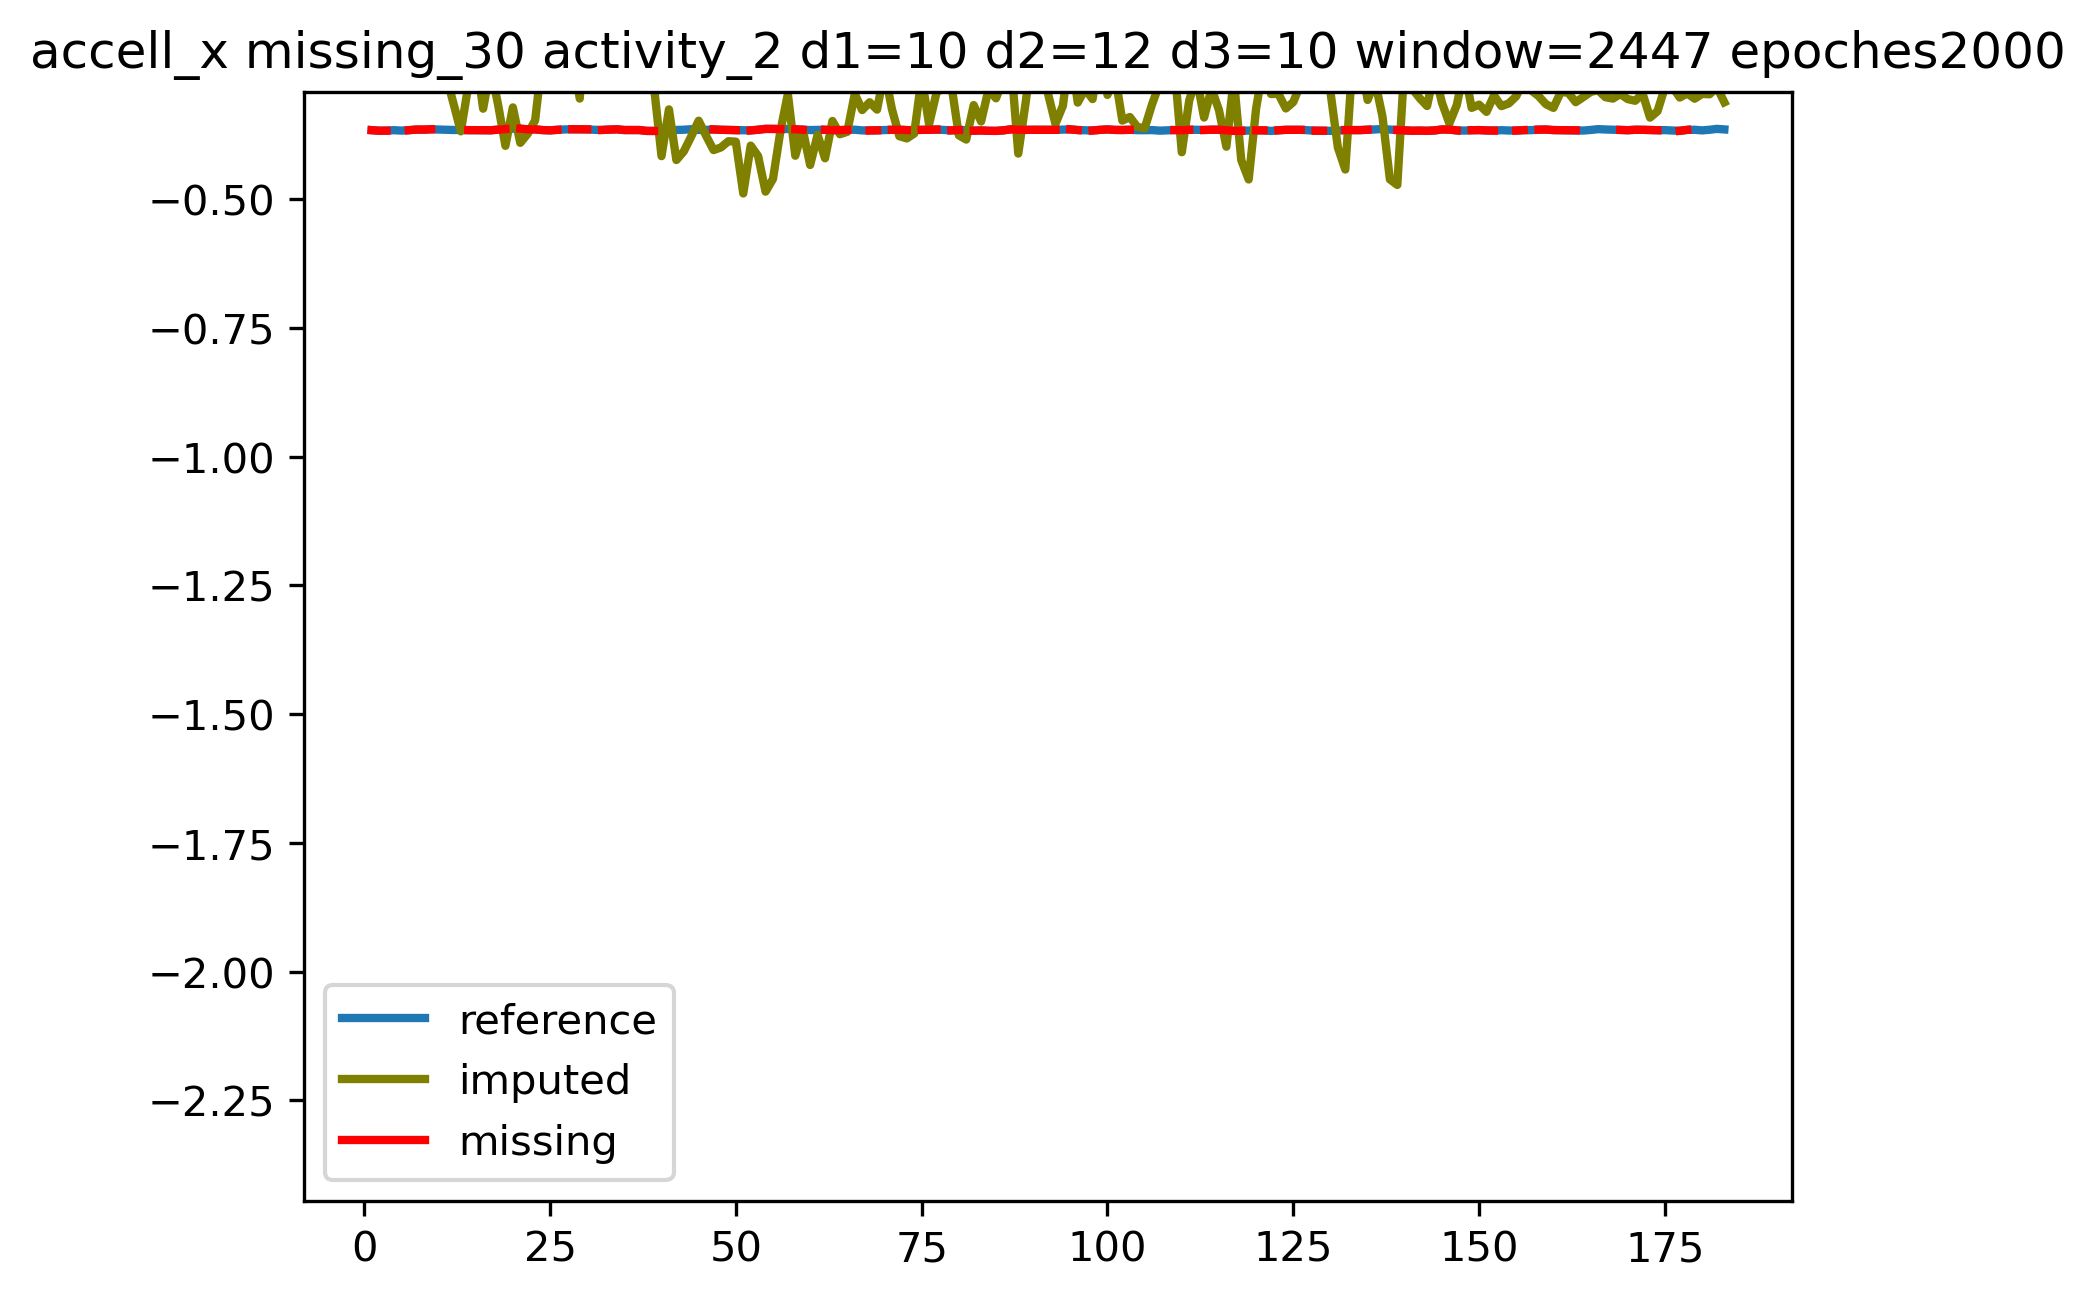 accell_x missing_30 activity_2 d1=10 d2=12 d3=10 window=2447 epoches2000
−0.50
−0.75
−1.00
−1.25
−1.50
−1.75
−2.00
−2.25
reference
imputed
missing
0 25 50 75 100 125 150 175